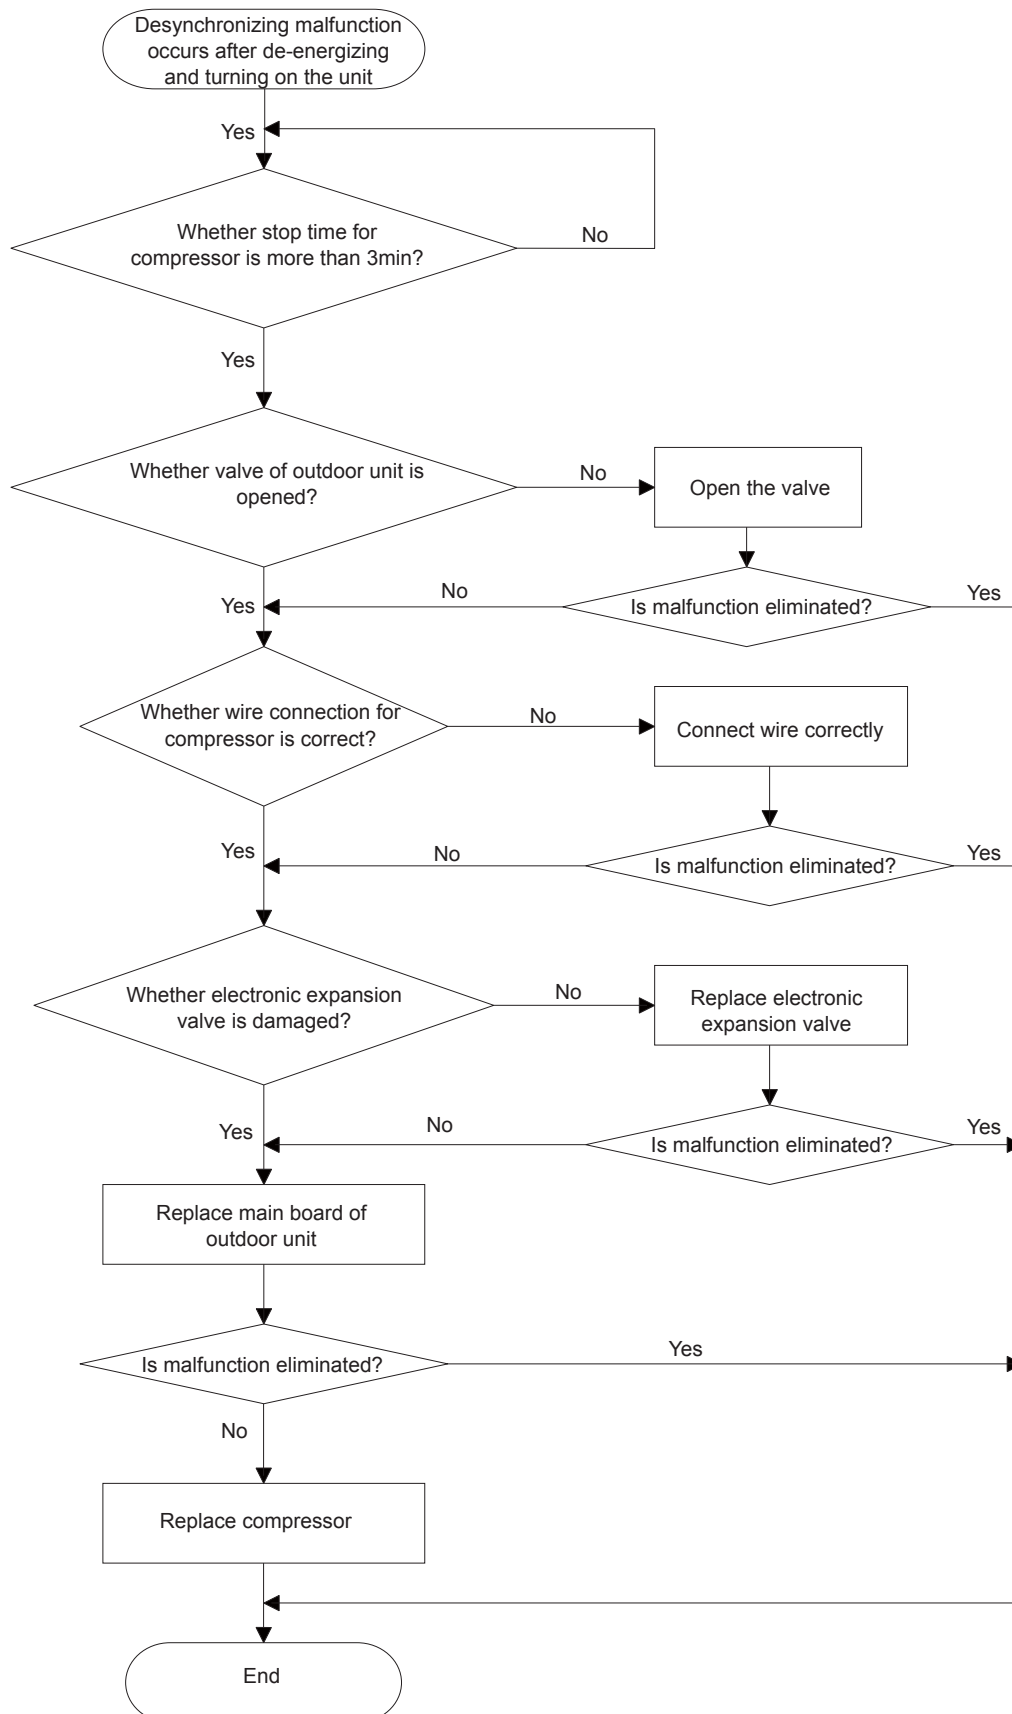 Desynchronizing malfunction
occurs after de-energizing
and turning on the unit
Yes
Whether stop time for
compressor is more than 3min?
No
Yes
Whether valve of outdoor unit is
opened?
No
Open the valve
Yes
No
Is malfunction eliminated?
Yes
Whether wire connection for
compressor is correct?
No
Connect wire correctly
Yes
No
Is malfunction eliminated?
Yes
Whether electronic expansion
valve is damaged?
No
Replace electronic
expansion valve
Yes
No
Is malfunction eliminated?
Yes
Replace main board of
outdoor unit
Is malfunction eliminated?
Yes
No
Replace compressor
End